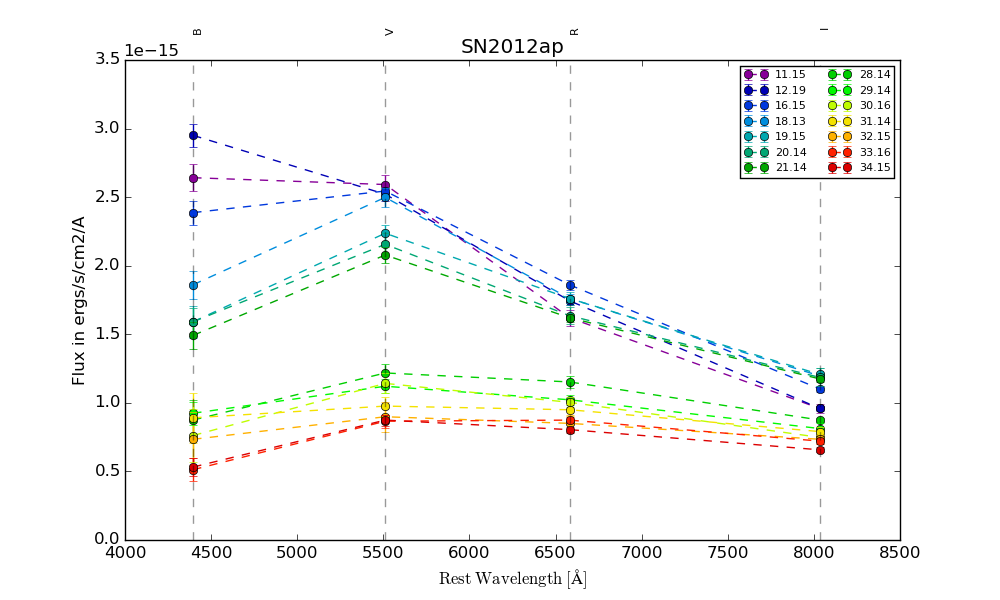 B V R I
SN2012ap
1e−15
3.5
3.0
2.5
2.0
1.5
1.0
0.5
0.0
Flux in ergs/s/cm2/A
11.15 28.14
12.19 29.14
16.15 30.16
18.13 31.14
19.15 32.15
20.14 33.16
21.14 34.15
4000 4500 5000 5500 6000 6500 7000 7500 8000 8500
Rest Wavelength [Å]